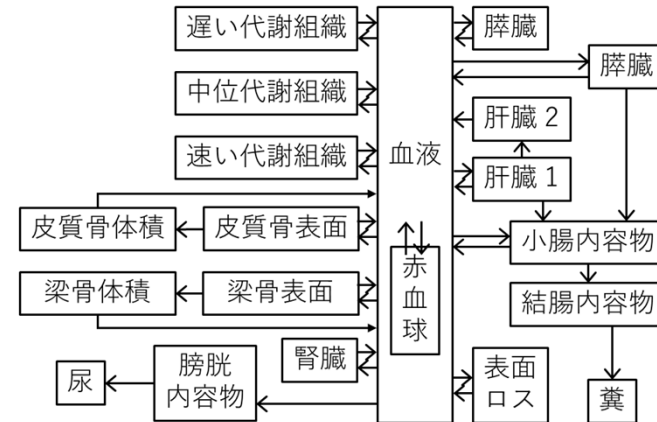 遅い代謝組織
膵臓
膵臓
中位代謝組織
肝臓 2
速い代謝組織
血液
肝臓 1
皮質骨体積
皮質骨表面
小腸内容物
赤
血
球
梁骨体積
梁骨表面
結腸内容物
腎臓
尿
膀胱
内容物
表面
ロス
糞